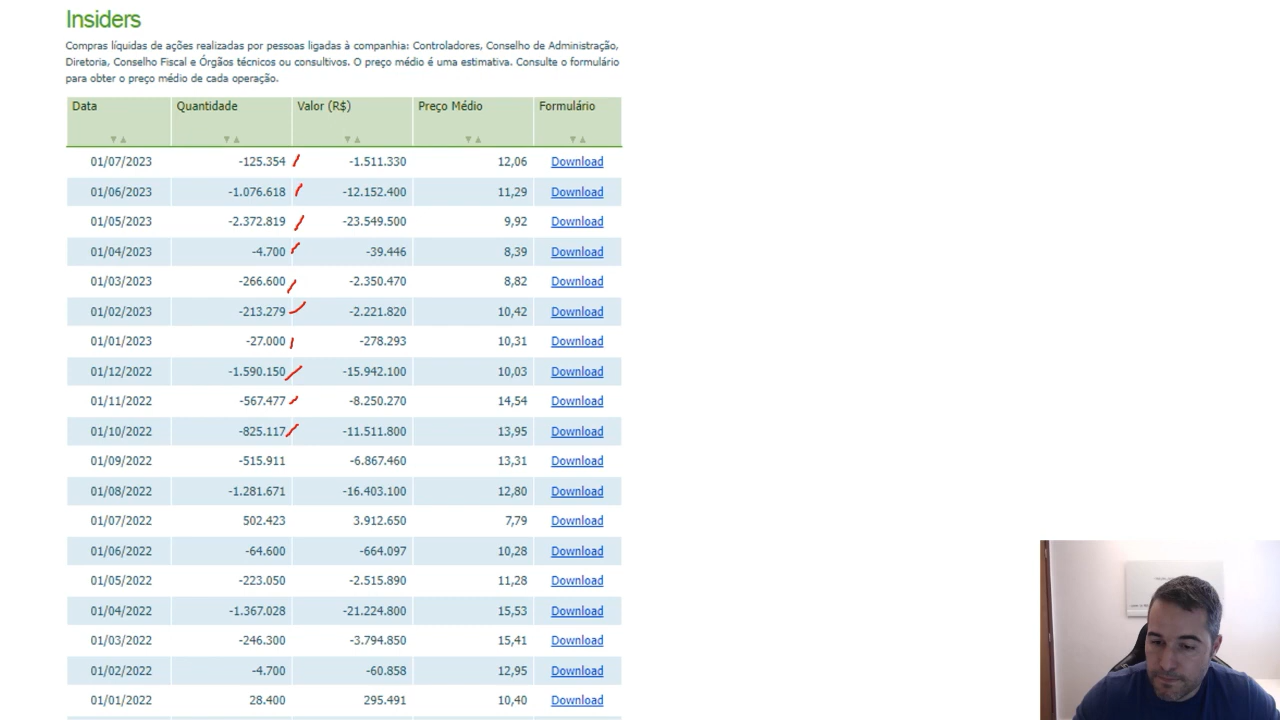 Insiders
Compras líquidas de ações realizadas por pessoas ligadas à companhia: Controladores, Conselho de Administração,
Diretoria, Conselho Fiscal e Órgãos técnicos ou consultivos. O preço médio é uma estimativa. Consulte o formulário
para obter o preço médio de cada operação.
Data Quantidade Valor (R$) Preço Médio Formulário
01/07/2023 -125.354 -1.511.330 12,06 Download
01/06/2023 -1.076.618 -12.152.400 11,29 Download
01/05/2023 -2.372.819 -23.549.500 9,92 Download
01/04/2023 -4.700 -39.446 8,39 Download
01/03/2023 -266.600 -2.350.470 8,82 Download
01/02/2023 -213.279 -2.221.820 10,42 Download
01/01/2023 -27.000 -278.293 10,31 Download
01/12/2022 -1.590.150 -15.942.100 10,03 Download
01/11/2022 -567.477 -8.250.270 14,54 Download
01/10/2022 -825.117 -11.511.800 13,95 Download
01/09/2022 -515.911 -6.867.460 13,31 Download
01/08/2022 -1.281.671 -16.403.100 12,80 Download
01/07/2022 502.423 3.912.650 7,79 Download
01/06/2022 -64.600 -664.097 10,28 Download
01/05/2022 -223.050 -2.515.890 11,28 Download
01/04/2022 -1.367.028 -21.224.800 15,53 Download
01/03/2022 -246.300 -3.794.850 15,41 Download
01/02/2022 -4.700 -60.858 12,95 Download
01/01/2022 28.400 295.491 10,40 Download